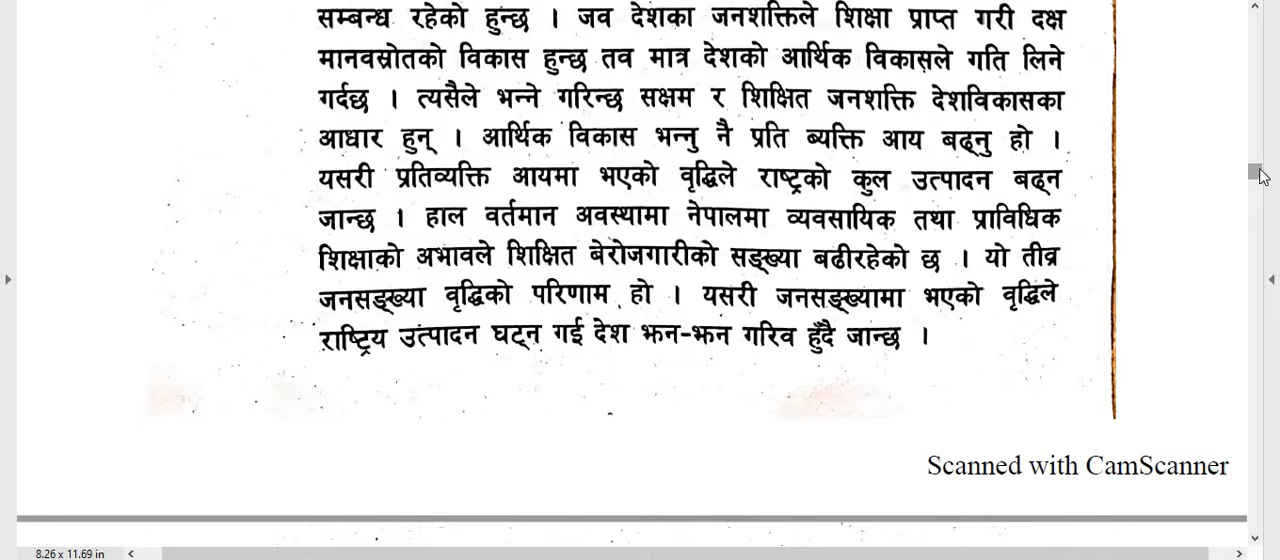 सम्बन्ध रहेको हुन्छ । जव देशका जनशक्तिले शिक्षा प्राप्त गरी दक्ष
मानवस्रोतको विकास हुन्छ तव मात्र देशको आर्थिक विकासले गति लिने
गर्दछ । त्यसैले भन्ने गरिन्छ सक्षम र शिक्षित जनशक्ति देशविकासका
आधार हुन् । आर्थिक विकास भन्नु नै प्रति ब्यक्ति आय बढ्नु हो ।
यसरी प्रतिव्यक्ति आयमा भएको वृद्धिले राष्ट्रको कुल उत्पादन बढ्न
जान्छ । हाल वर्तमान अवस्थामा नेपालमा व्यवसायिक तथा प्राविधिक
शिक्षाको अभावले शिक्षित बेरोजगारीको सङ्ख्या बढीरहेको छ । यो तीव्र
जनसङ्ख्या वृद्धिको परिणाम हो । यसरी जनसङ्ख्यामा भएको वृद्धिले
राष्ट्रिय उत्पादन घट्न गई देश झन-झन गरिव हुँदै जान्छ ।
Scanned with CamScanner
8.26 x 11.69 in